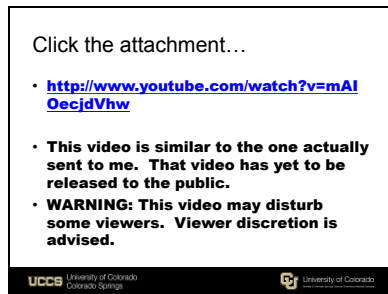 Click the attachment…
• http://www.youtube.com/watch?v=mAI
OecjdVhw
• This video is similar to the one actually
sent to me. That video has yet to be
released to the public.
• WARNING: This video may disturb
some viewers. Viewer discretion is
advised.
UCCS University of Colorado
Colorado Springs
University of Colorado